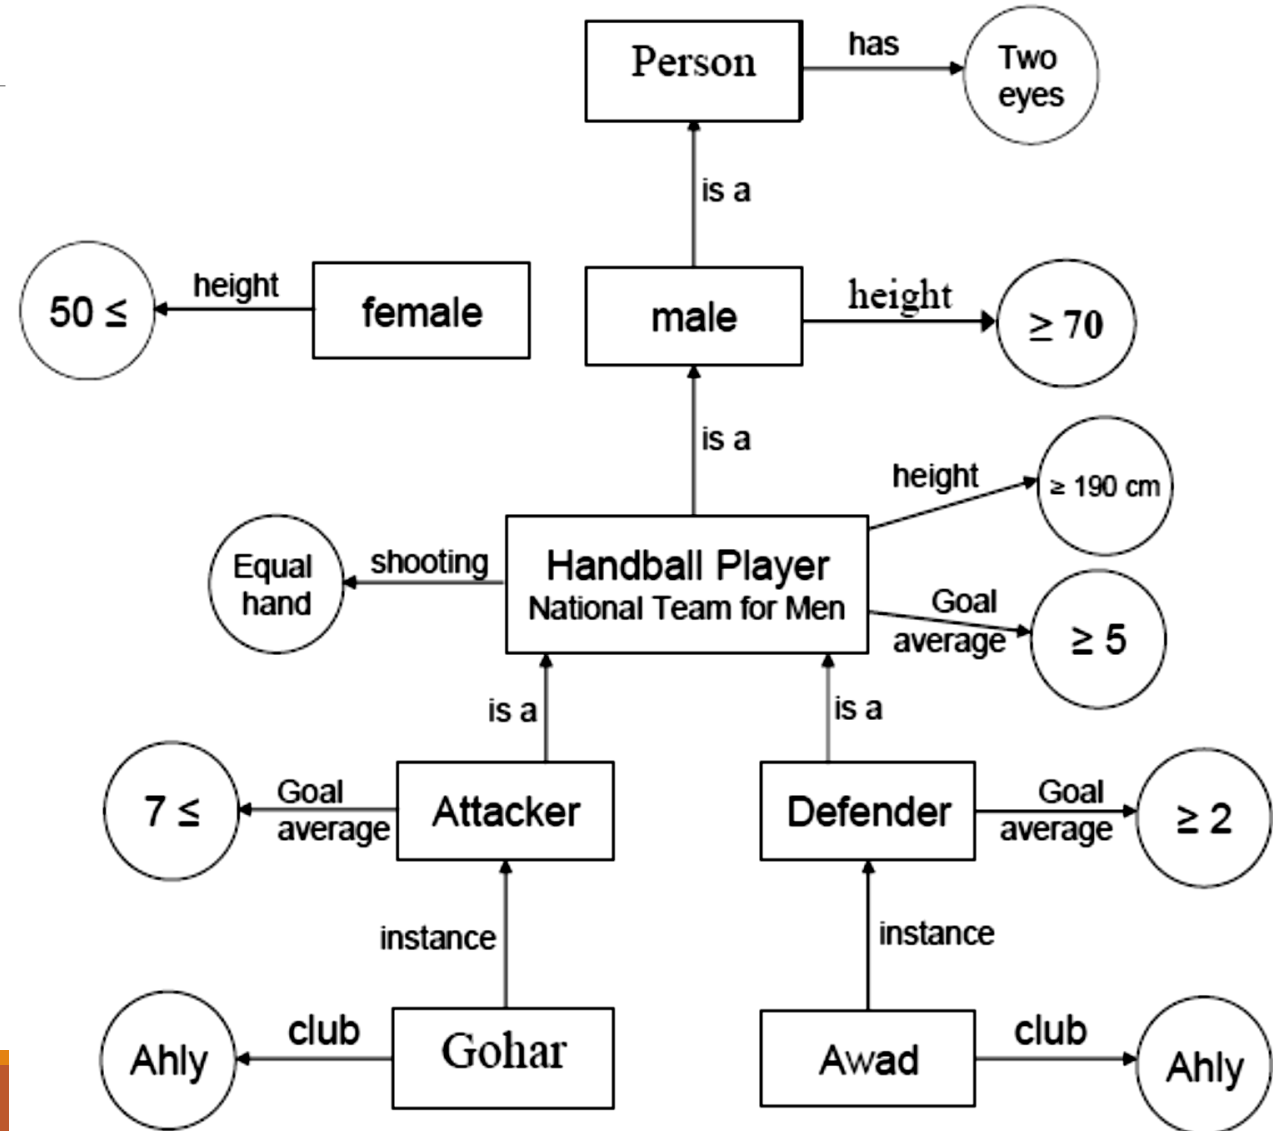 Person
has
Two
eyes
is a
50 ≤
height
female
male
height
≥ 70
is a
height
≥ 190 cm
Equal
hand
shooting
Handball Player
National Team for Men
Goal
average
≥ 5
is a
is a
7 ≤
Goal
average
Attacker
Defender
Goal
average
≥ 2
instance
instance
Ahly
club
Gohar
Awad
club
Ahly